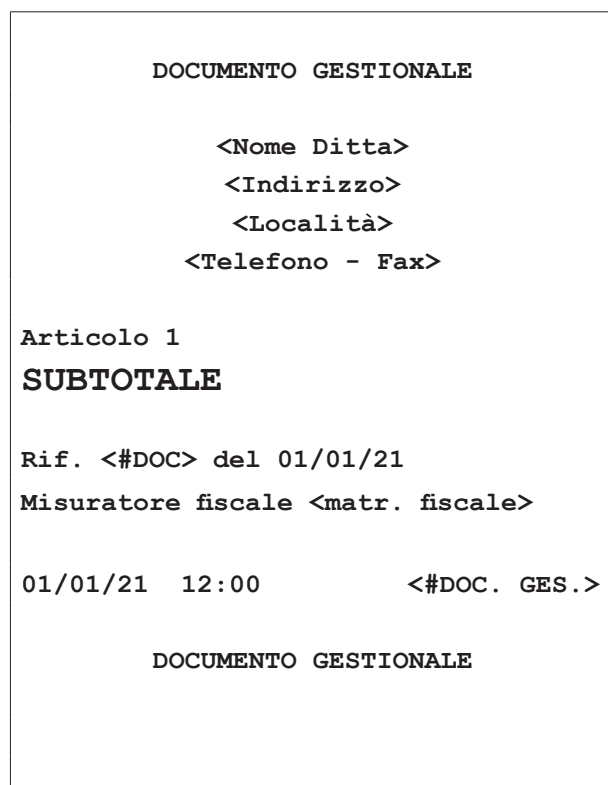 DOCUMENTO GESTIONALE
<Nome Ditta>
<Indirizzo>
<Località>
<Telefono - Fax>
Articolo 1
SUBTOTALE
Rif. <#DOC> del 01/01/21
Misuratore fiscale <matr. fiscale>
01/01/21 12:00 <#DOC. GES.>
DOCUMENTO GESTIONALE